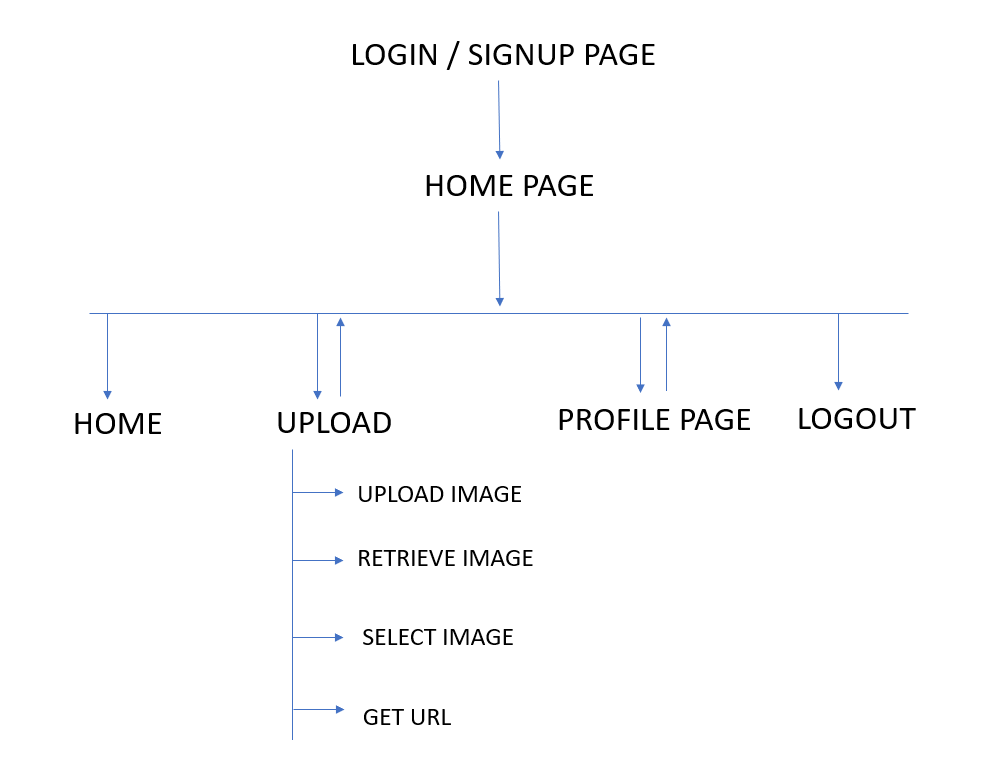 LOGIN / SIGNUP PAGE
HOME PAGE
HOME
UPLOAD
PROFILE PAGE
LOGOUT
UPLOAD IMAGE
RETRIEVE IMAGE
SELECT IMAGE
GET URL